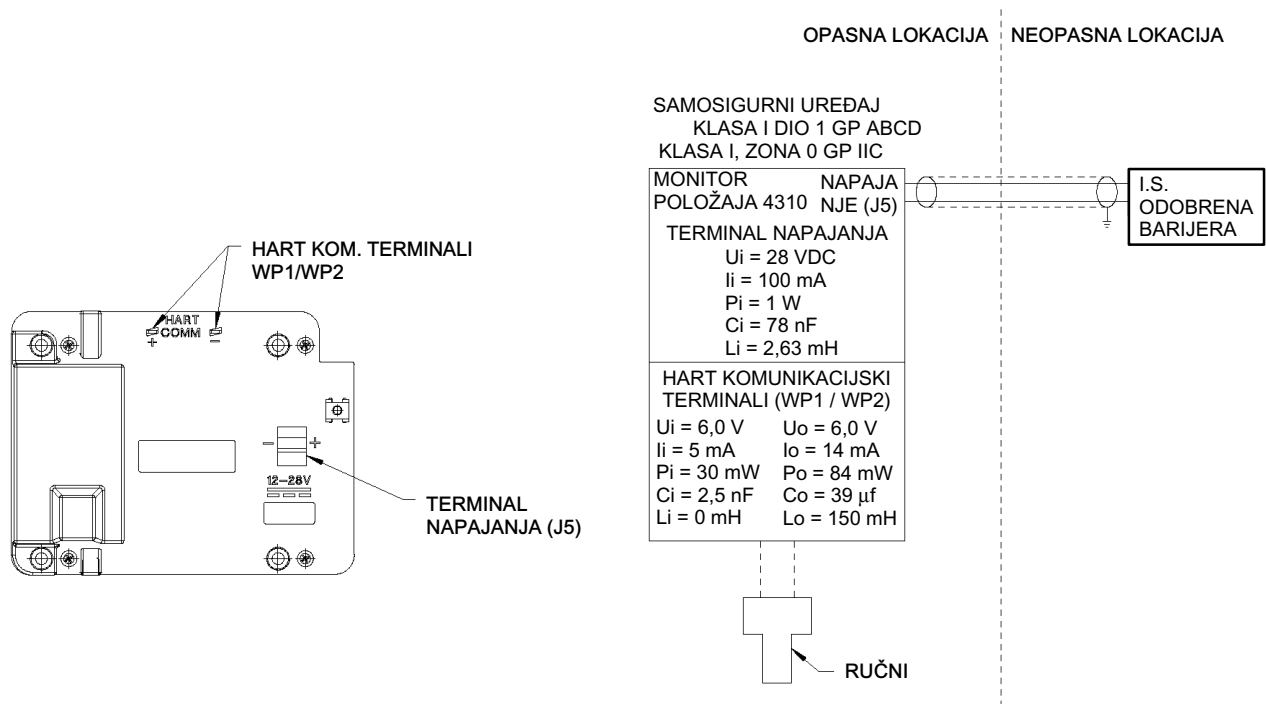 OPASNA LOKACIJA
NEOPASNA LOKACIJA
SAMOSIGURNI UREĐAJ
KLASA I DIO 1 GP ABCD
KLASA I, ZONA 0 GP IIC
MONITOR
POLOŽAJA 4310
NAPAJA
NJE (J5)
TERMINAL NAPAJANJA
Ui = 28 VDC
Ii = 100 mA
Pi = 1 W
Ci = 78 nF
Li = 2,63 mH
HART KOMUNIKACIJSKI
TERMINALI (WP1 / WP2)
Ui = 6,0 V
Ii = 5 mA
Pi = 30 mW
Ci = 2,5 nF
Li = 0 mH
Uo = 6,0 V
Io = 14 mA
Po = 84 mW
Co = 39 μf
Lo = 150 mH
I.S.
ODOBRENA
BARIJERA
RUČNI
HART KOM. TERMINALI
WP1/WP2
HART
COMM
+ −
− +
12–28V
TERMINAL
NAPAJANJA (J5)